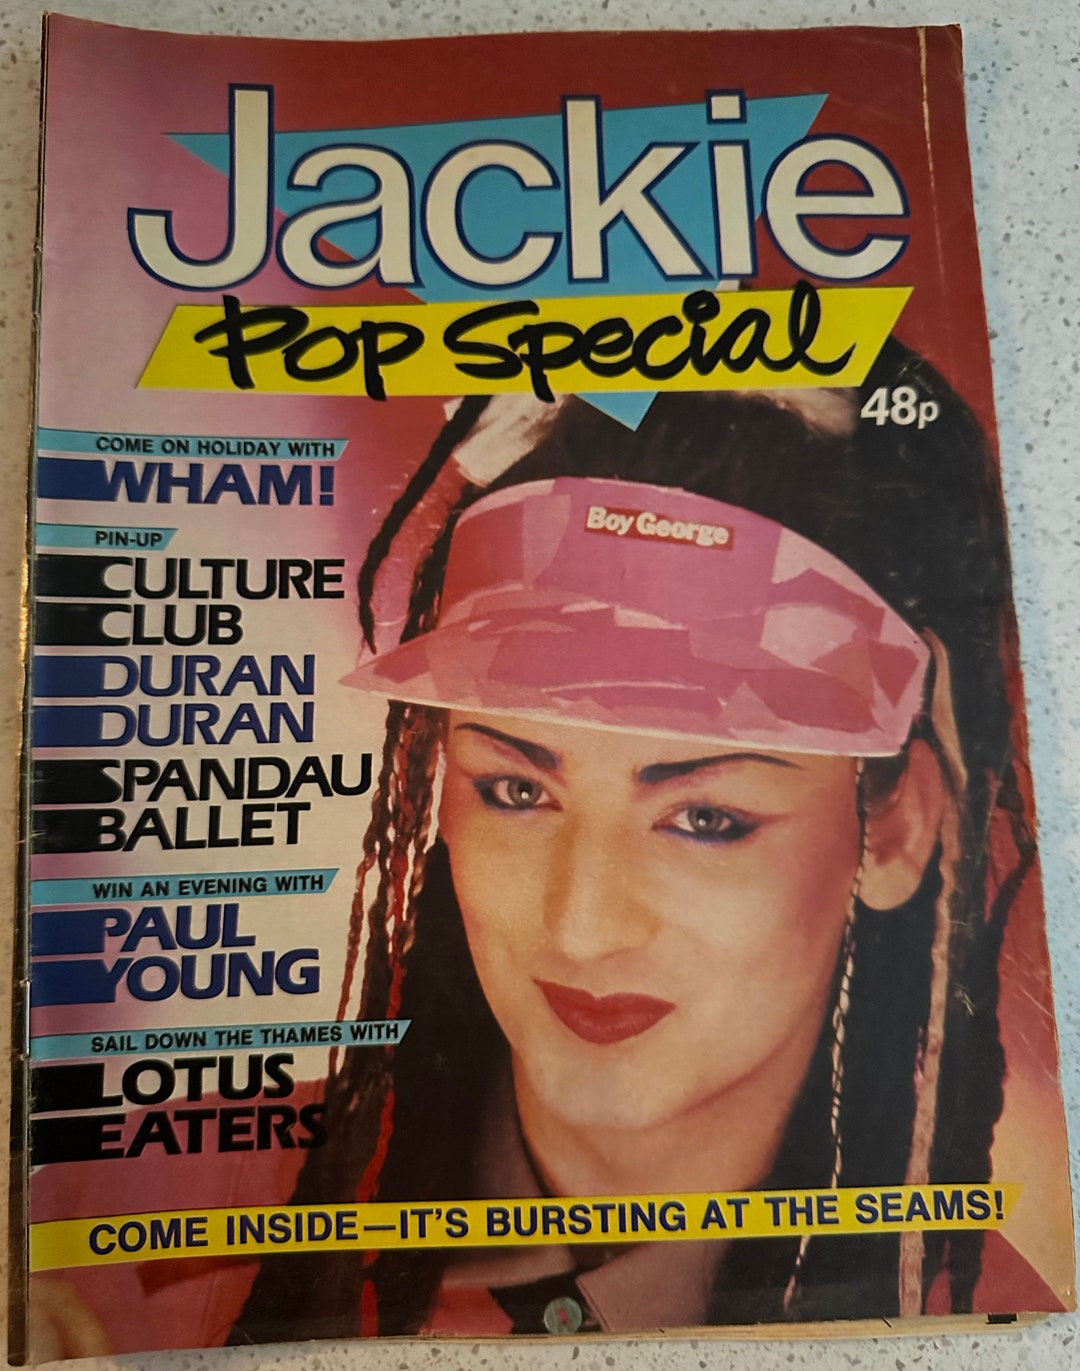 Jackie
Pop Special
48p
COME ON HOLIDAY WITH
WHAM!
Boy George
PIN-UP
CULTURE
CLUB
DURAN
DURAN
SPANDAU
BALLET
WIN AN EVENING WITH
PAUL
YOUNG
SAIL DOWN THE THAMES WITH
LOTUS
EATERS
COME INSIDE—IT'S BURSTING AT THE SEAMS!